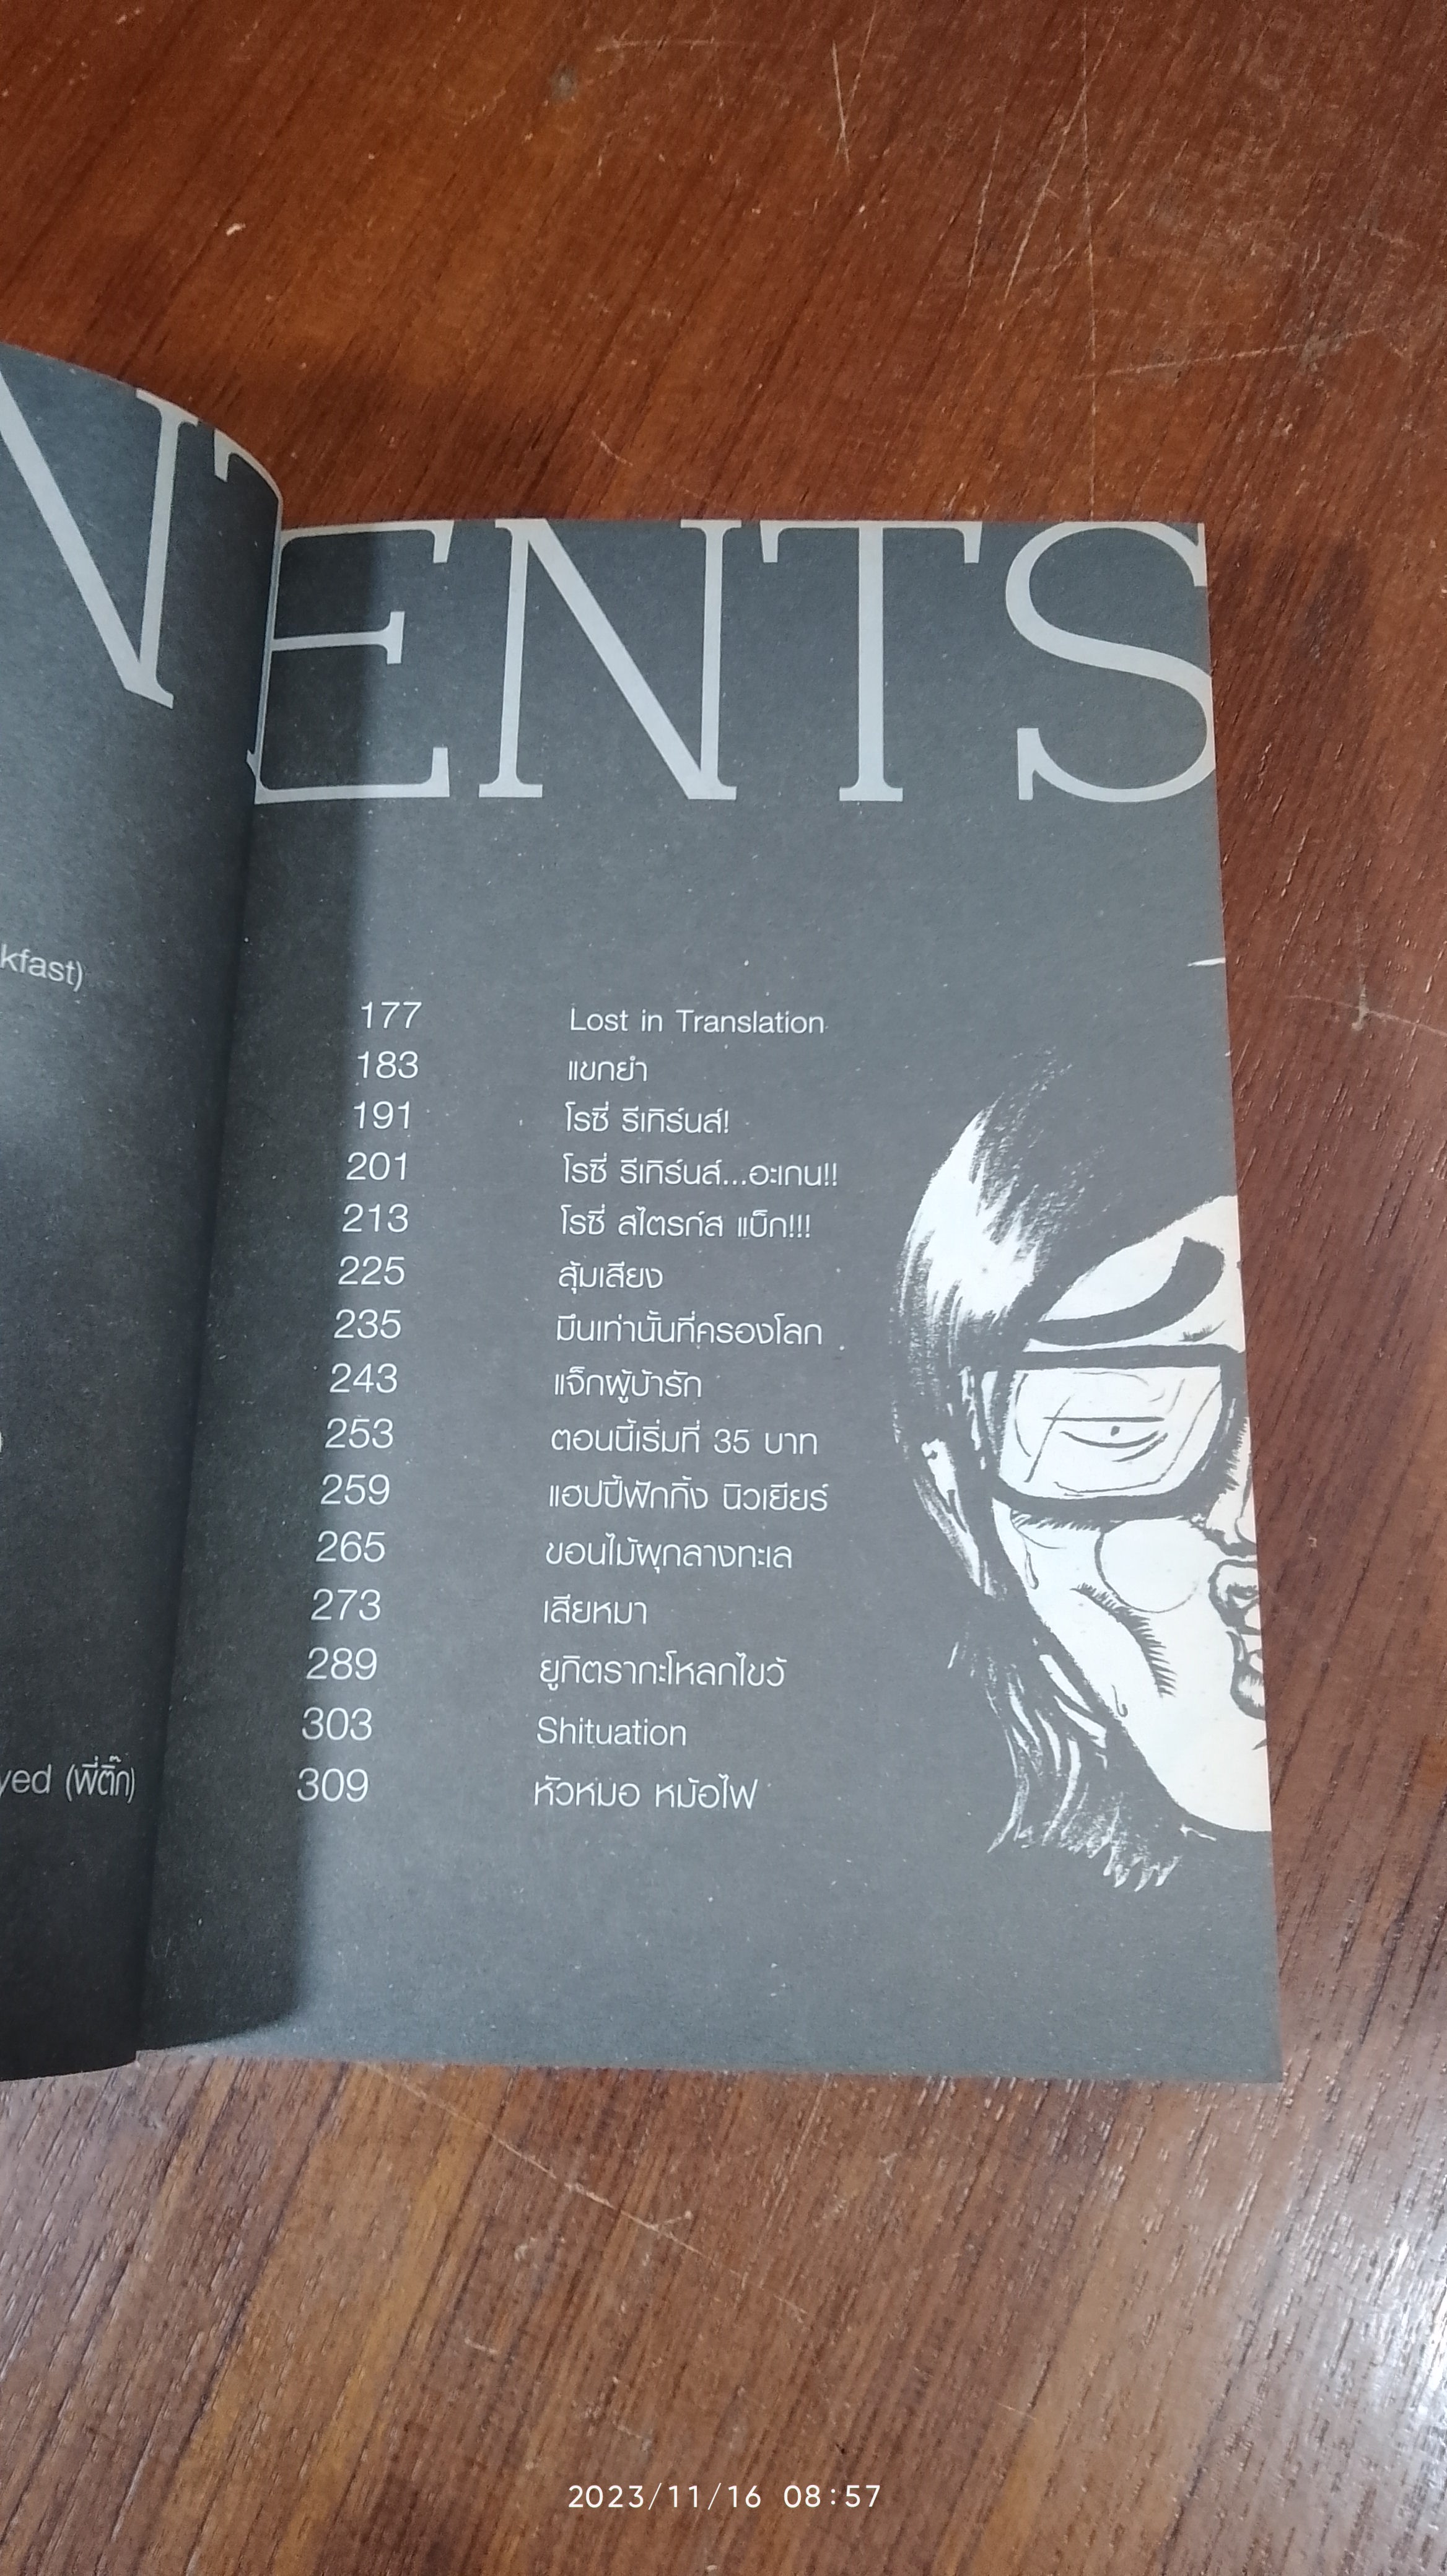 ENTS
kfast)
yed (พี่ติ๊ก)
177 Lost in Translation
183 แขกยำ
191 โรซี่ รีเทิร์นส์!
201 โรซี่ รีเทิร์นส์...อะเกน!!
213 โรซี่ สไตรก์ส แบ็ก!!!
225 สุ้มเสียง
235 มึนเท่านั้นที่ครองโลก
243 แจ็กผู้บ้ารัก
253 ตอนนี้เริ่มที่ 35 บาท
259 แฮปปี้ฟักกิ้ง นิวเยียร์
265 ขอนไม้ผุกลางทะเล
273 เสียหมา
289 ยูกิตรากะโหลกไขว้
303 Shituation
309 หัวหมอ หม้อไฟ
2023/11/16 08:57